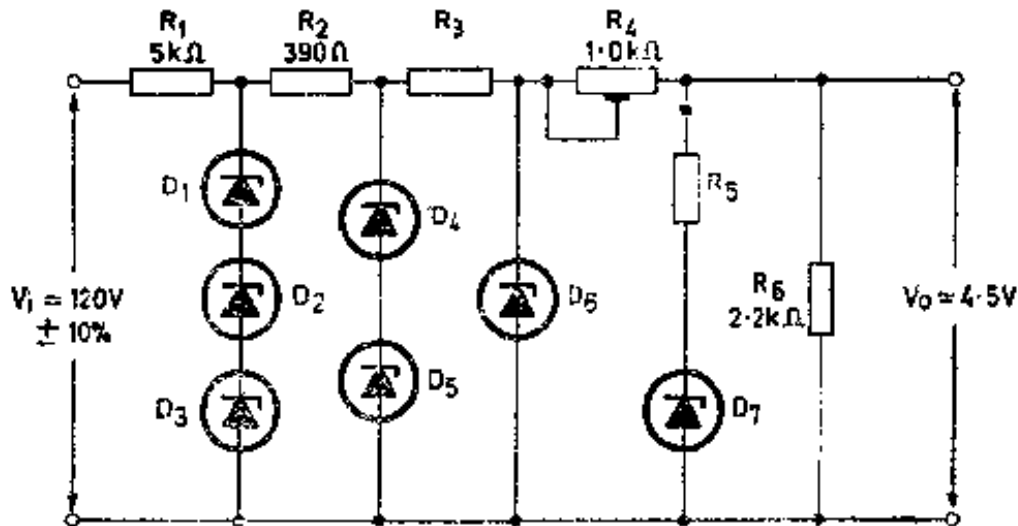 R1
5kΩ
R2
390Ω
R3
R4
1·0kΩ
D1
D4
R5
Vi = 120V
± 10%
D2
D6
R6
2·2kΩ
Vo = 4·5V
D3
D5
D7